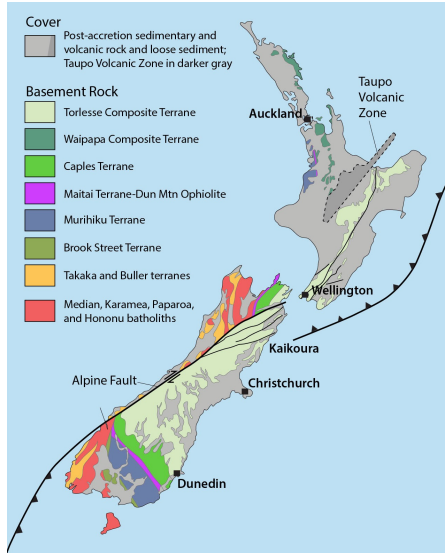 Cover
Post-accretion sedimentary and
volcanic rock and loose sediment;
Taupo Volcanic Zone in darker gray
Basement Rock
Torlesse Composite Terrane
Waipapa Composite Terrane
Caples Terrane
Maitai Terrane-Dun Mtn Ophiolite
Murihiku Terrane
Brook Street Terrane
Takaka and Buller terranes
Median, Karamea, Paparoa,
and Hononu batholiths
Taupo
Volcanic
Zone
Auckland
Wellington
Kaikoura
Alpine Fault
Christchurch
Dunedin